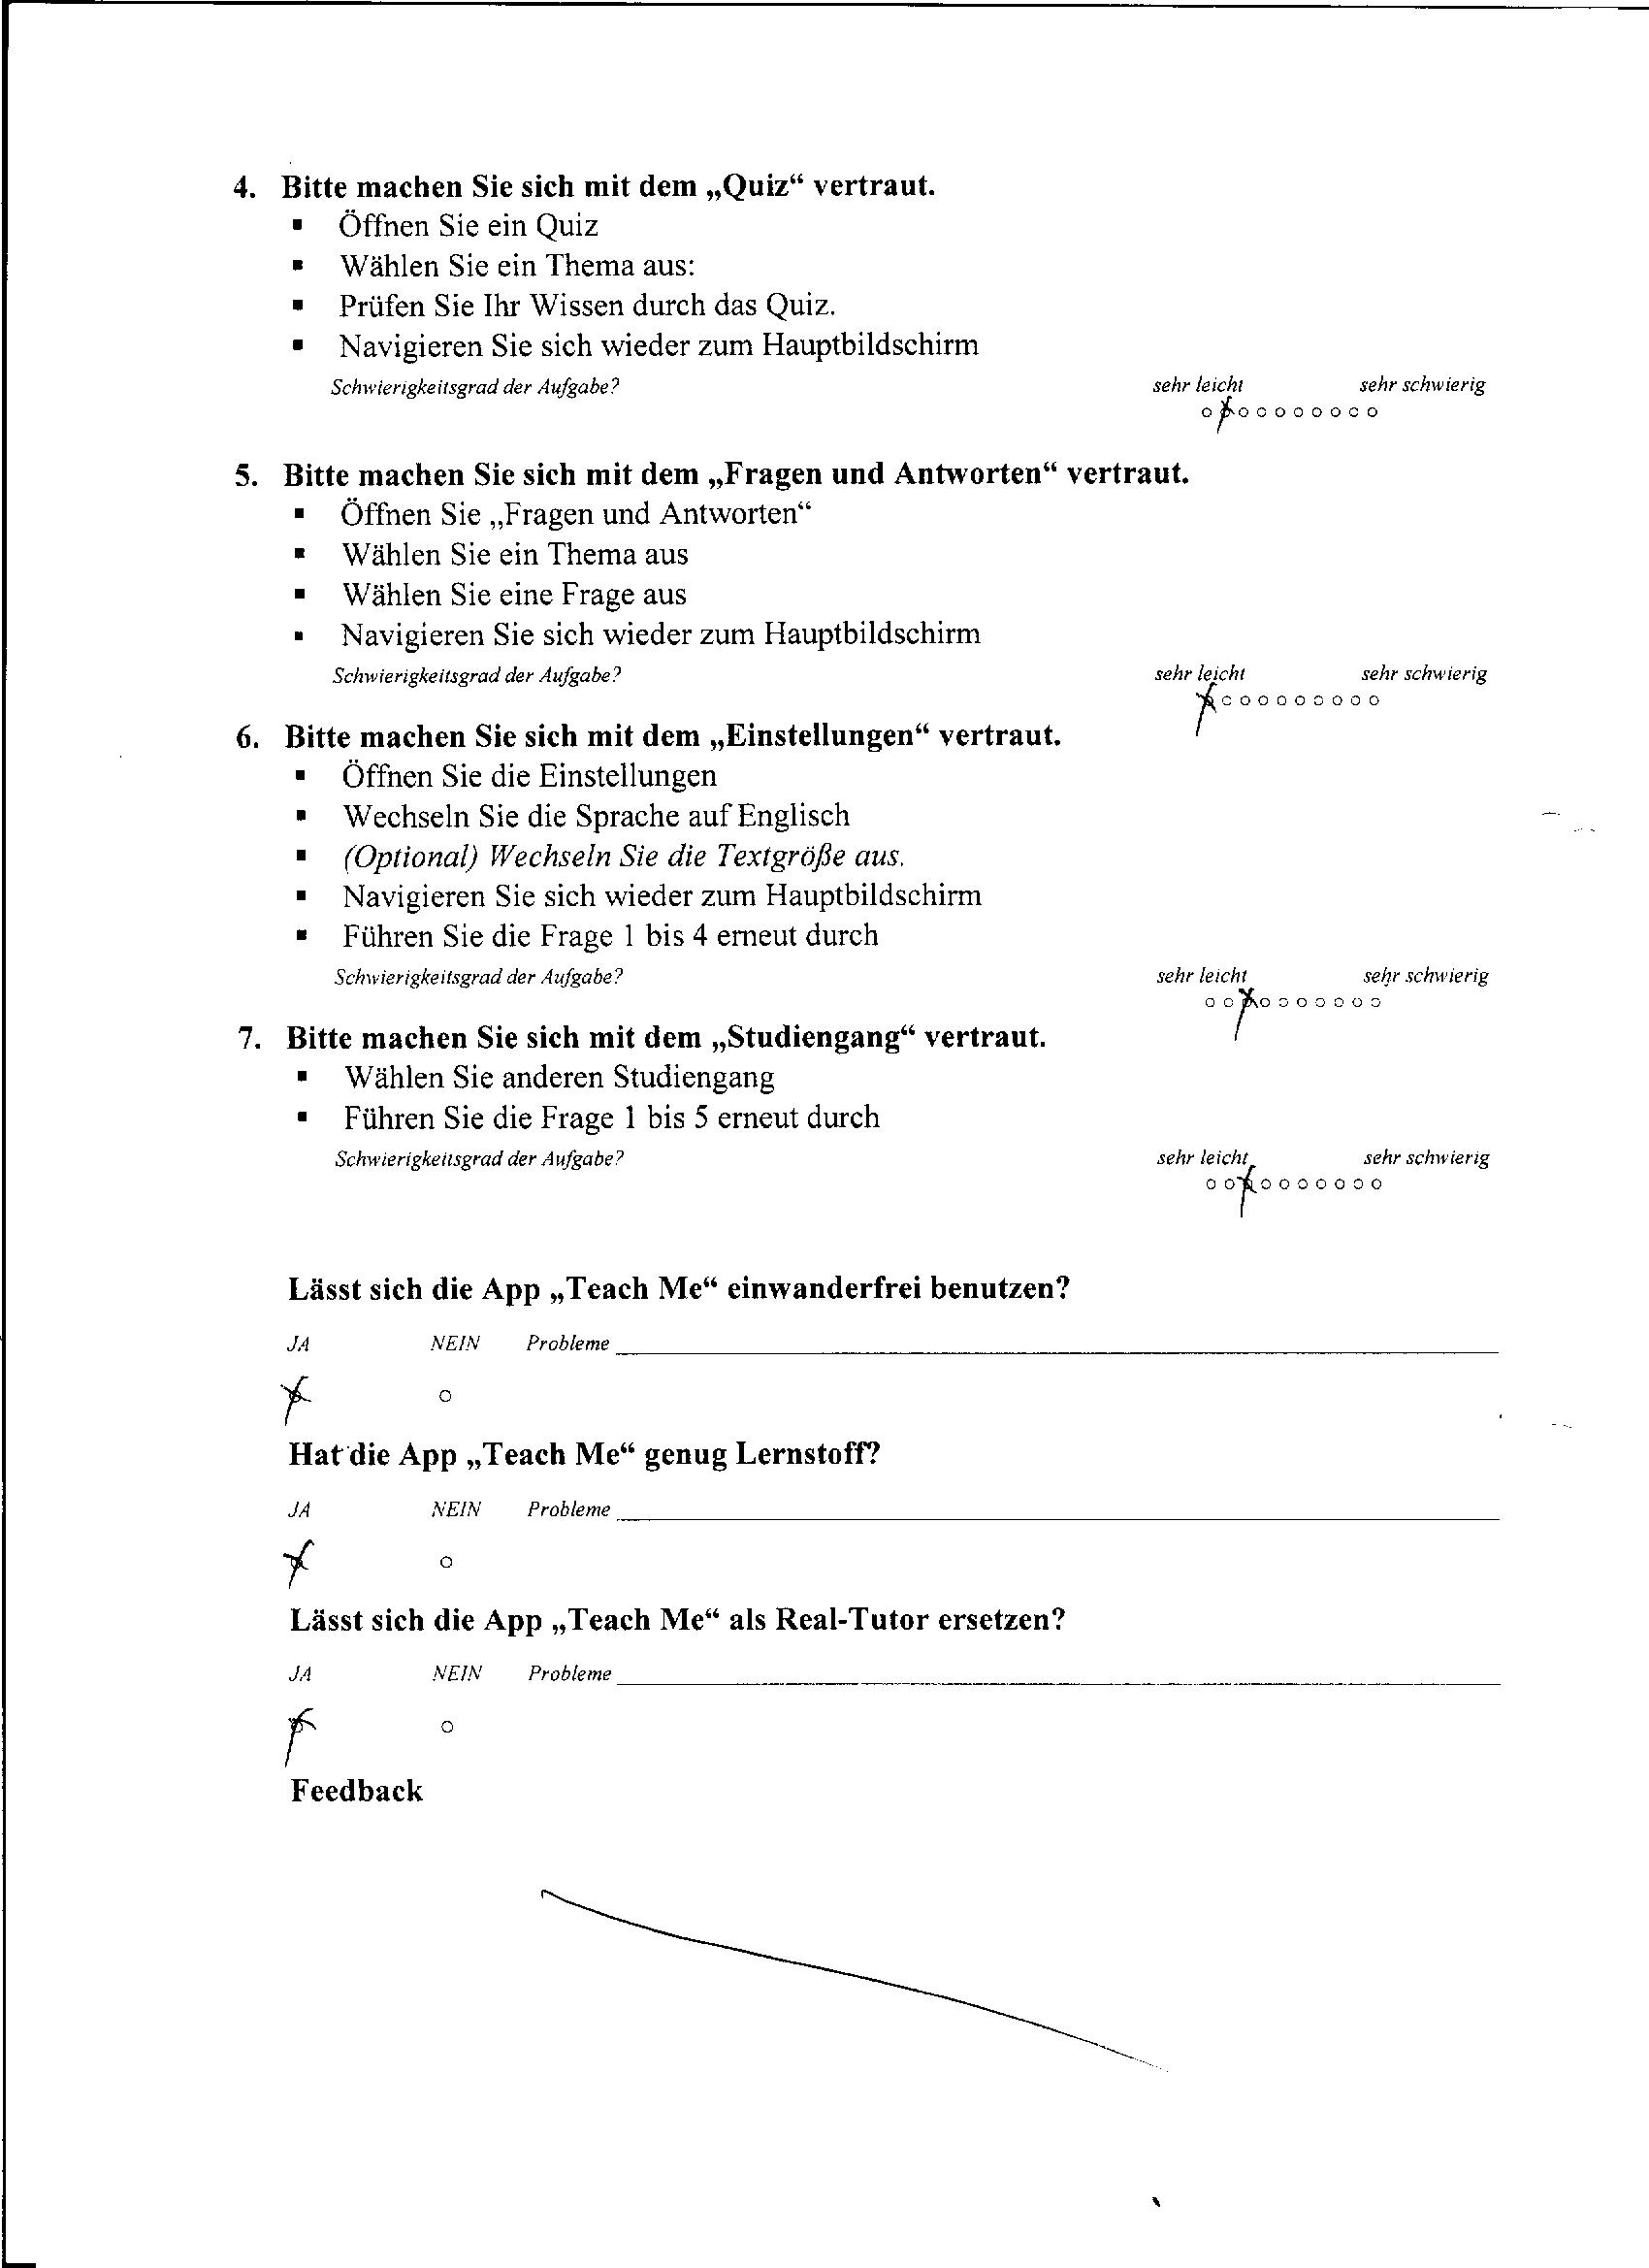 4. Bitte machen Sie sich mit dem „Quiz“ vertraut.
▪ Öffnen Sie ein Quiz
▪ Wählen Sie ein Thema aus:
▪ Prüfen Sie Ihr Wissen durch das Quiz.
▪ Navigieren Sie sich wieder zum Hauptbildschirm
Schwierigkeitsgrad der Aufgabe? sehr leicht sehr schwierig
5. Bitte machen Sie sich mit dem „Fragen und Antworten“ vertraut.
▪ Öffnen Sie „Fragen und Antworten“
▪ Wählen Sie ein Thema aus
▪ Wählen Sie eine Frage aus
▪ Navigieren Sie sich wieder zum Hauptbildschirm
Schwierigkeitsgrad der Aufgabe? sehr leicht sehr schwierig
6. Bitte machen Sie sich mit dem „Einstellungen“ vertraut.
▪ Öffnen Sie die Einstellungen
▪ Wechseln Sie die Sprache auf Englisch
▪ (Optional) Wechseln Sie die Textgröße aus.
▪ Navigieren Sie sich wieder zum Hauptbildschirm
▪ Führen Sie die Frage 1 bis 4 erneut durch
Schwierigkeitsgrad der Aufgabe? sehr leicht sehr schwierig
7. Bitte machen Sie sich mit dem „Studiengang“ vertraut.
▪ Wählen Sie anderen Studiengang
▪ Führen Sie die Frage 1 bis 5 erneut durch
Schwierigkeitsgrad der Aufgabe? sehr leicht sehr schwierig
Lässt sich die App „Teach Me“ einwanderfrei benutzen?
JA NEIN Probleme
Hat die App „Teach Me“ genug Lernstoff?
JA NEIN Probleme
Lässt sich die App „Teach Me“ als Real-Tutor ersetzen?
JA NEIN Probleme
Feedback